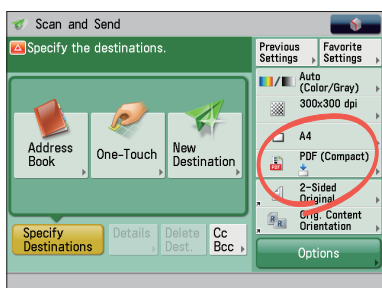 Scan and Send
Specify the destinations.
Previous Settings
Favorite Settings
Auto (Color/Gray)
300x300 dpi
A4
PDF (Compact)
2-Sided Original
Orig. Content Orientation
Options
Address Book
One-Touch
New Destination
Specify Destinations
Details
Delete Dest.
Cc Bcc